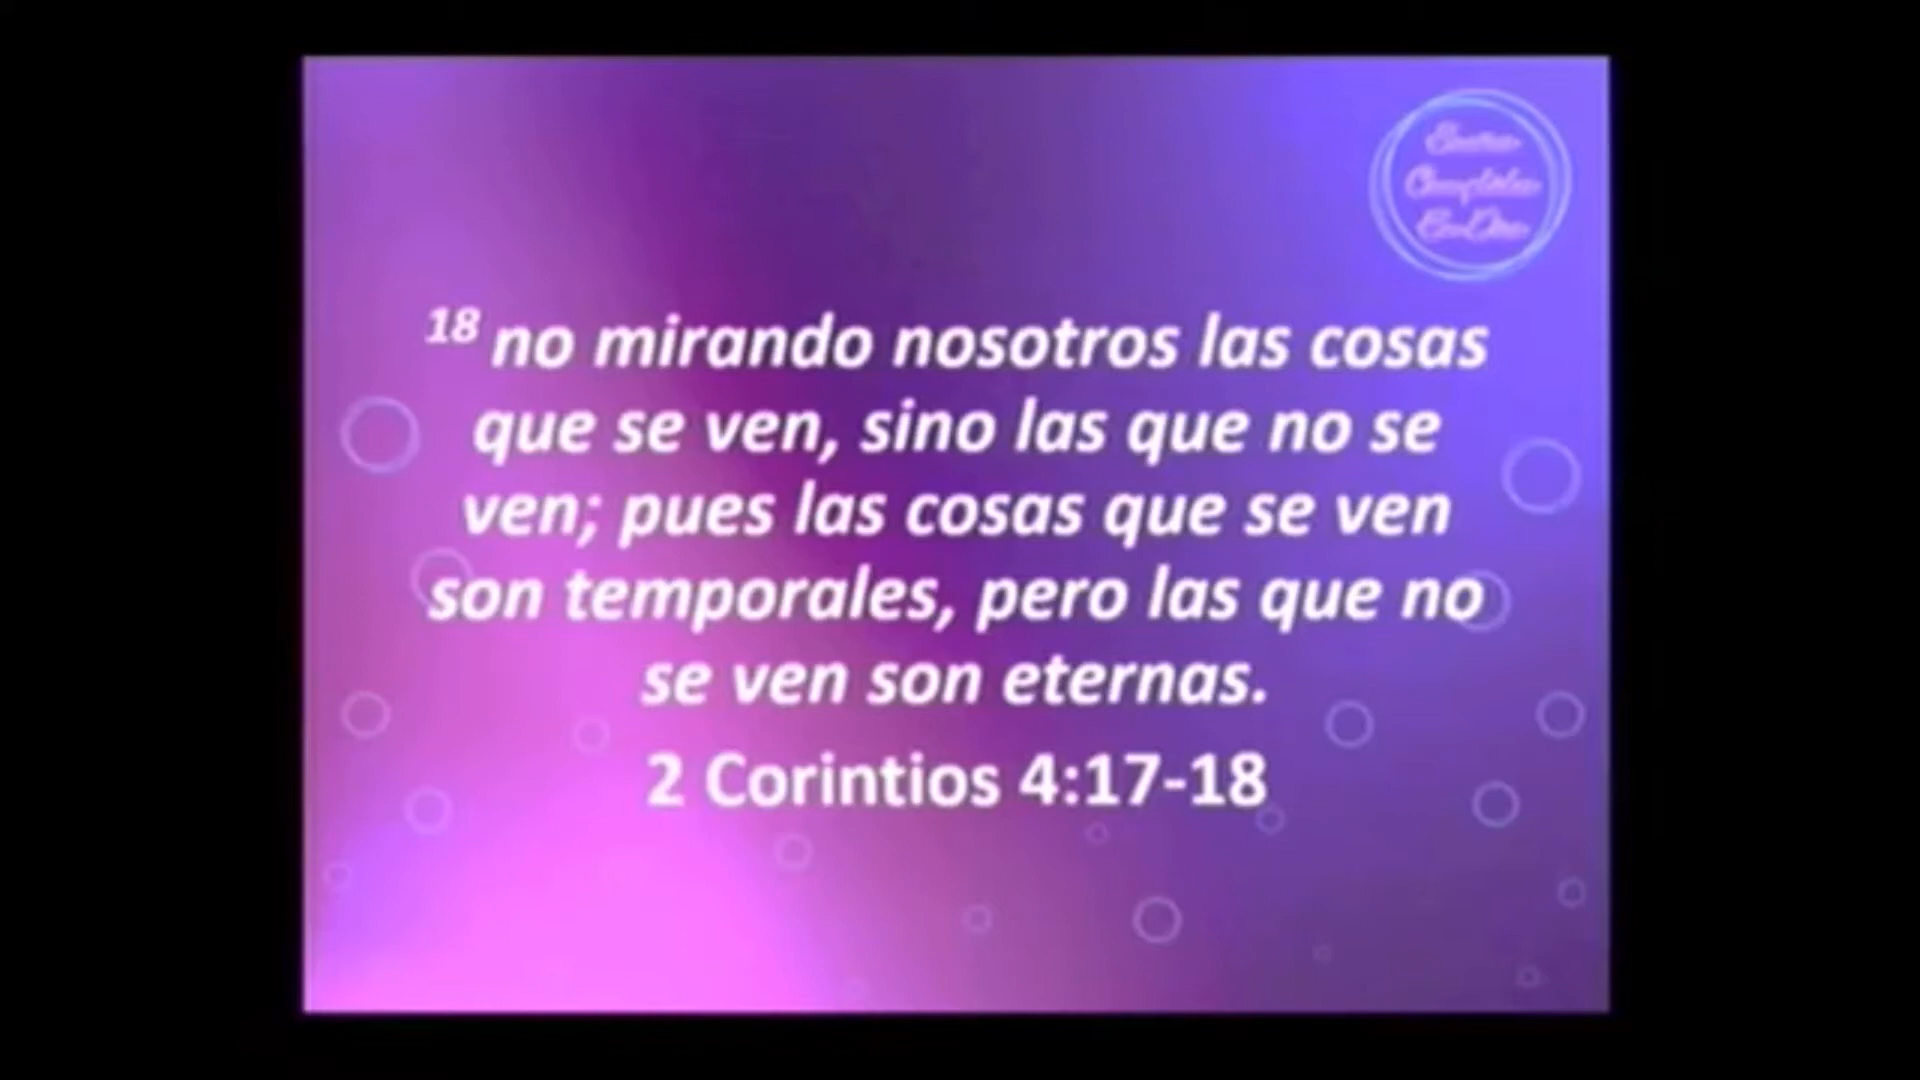 18 no mirando nosotros las cosas
que se ven, sino las que no se
ven; pues las cosas que se ven
son temporales, pero las que no
se ven son eternas.
2 Corintios 4:17-18